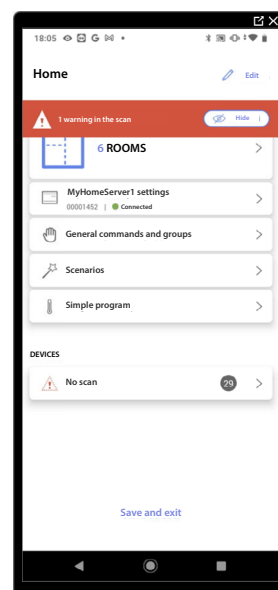 18:05 G
Home
Edit
1 warning in the scan
Hide
6 ROOMS
MyHomeServer1 settings
00001452 | Connected
General commands and groups
Scenarios
Simple program
DEVICES
No scan
29
Save and exit